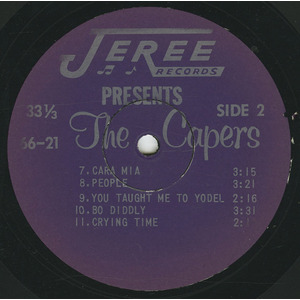 JEREE
RECORDS
PRESENTS
33⅓ SIDE 2
The Capers
66-21
7. CARA MIA 3:15
8. PEOPLE 3:21
9. YOU TAUGHT ME TO YODEL 2:16
10. BO DIDDLY 3:31
11. CRYING TIME